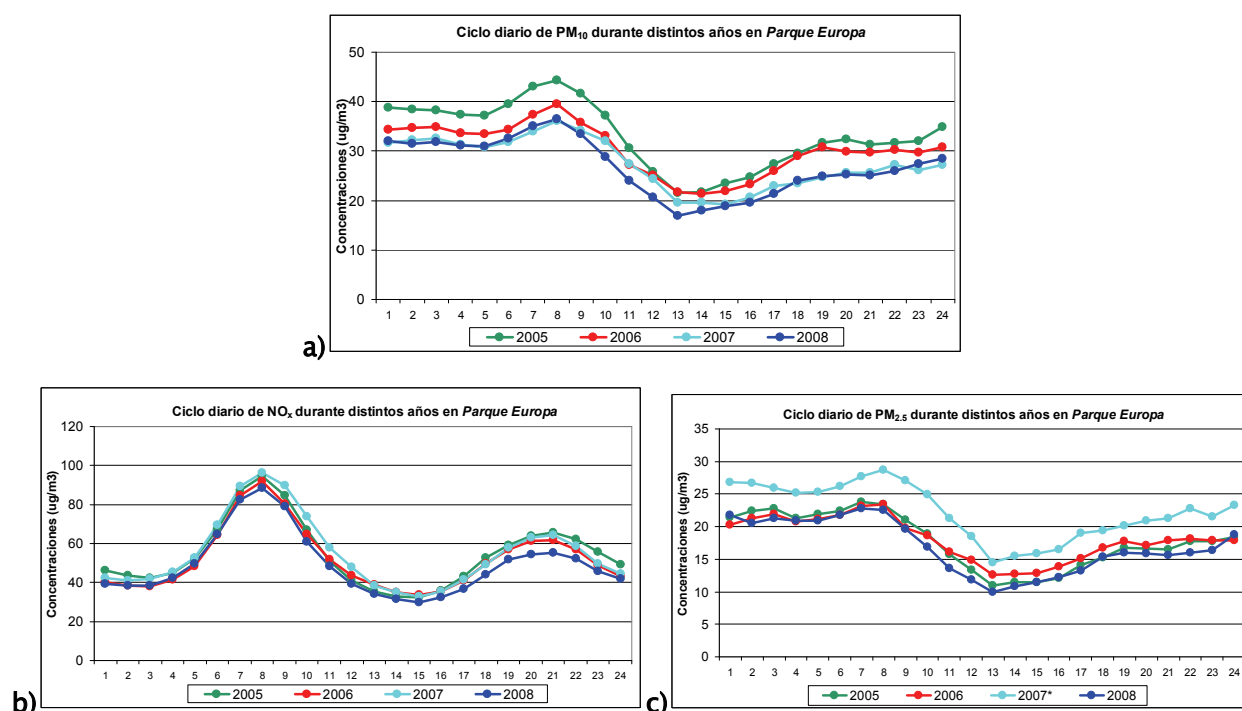 Ciclo diario de PM10 durante distintos años en Parque Europa
Concentraciones (ug/m3)
50
40
30
20
10
0
1 2 3 4 5 6 7 8 9 10 11 12 13 14 15 16 17 18 19 20 21 22 23 24
2005 2006 2007 2008
a)
Ciclo diario de NOx durante distintos años en Parque Europa
Concentraciones (ug/m3)
120
100
80
60
40
20
0
1 2 3 4 5 6 7 8 9 10 11 12 13 14 15 16 17 18 19 20 21 22 23 24
2005 2006 2007 2008
b)
Ciclo diario de PM2.5 durante distintos años en Parque Europa
Concentraciones (ug/m3)
35
30
25
20
15
10
5
0
1 2 3 4 5 6 7 8 9 10 11 12 13 14 15 16 17 18 19 20 21 22 23 24
2005 2006 2007* 2008
c)